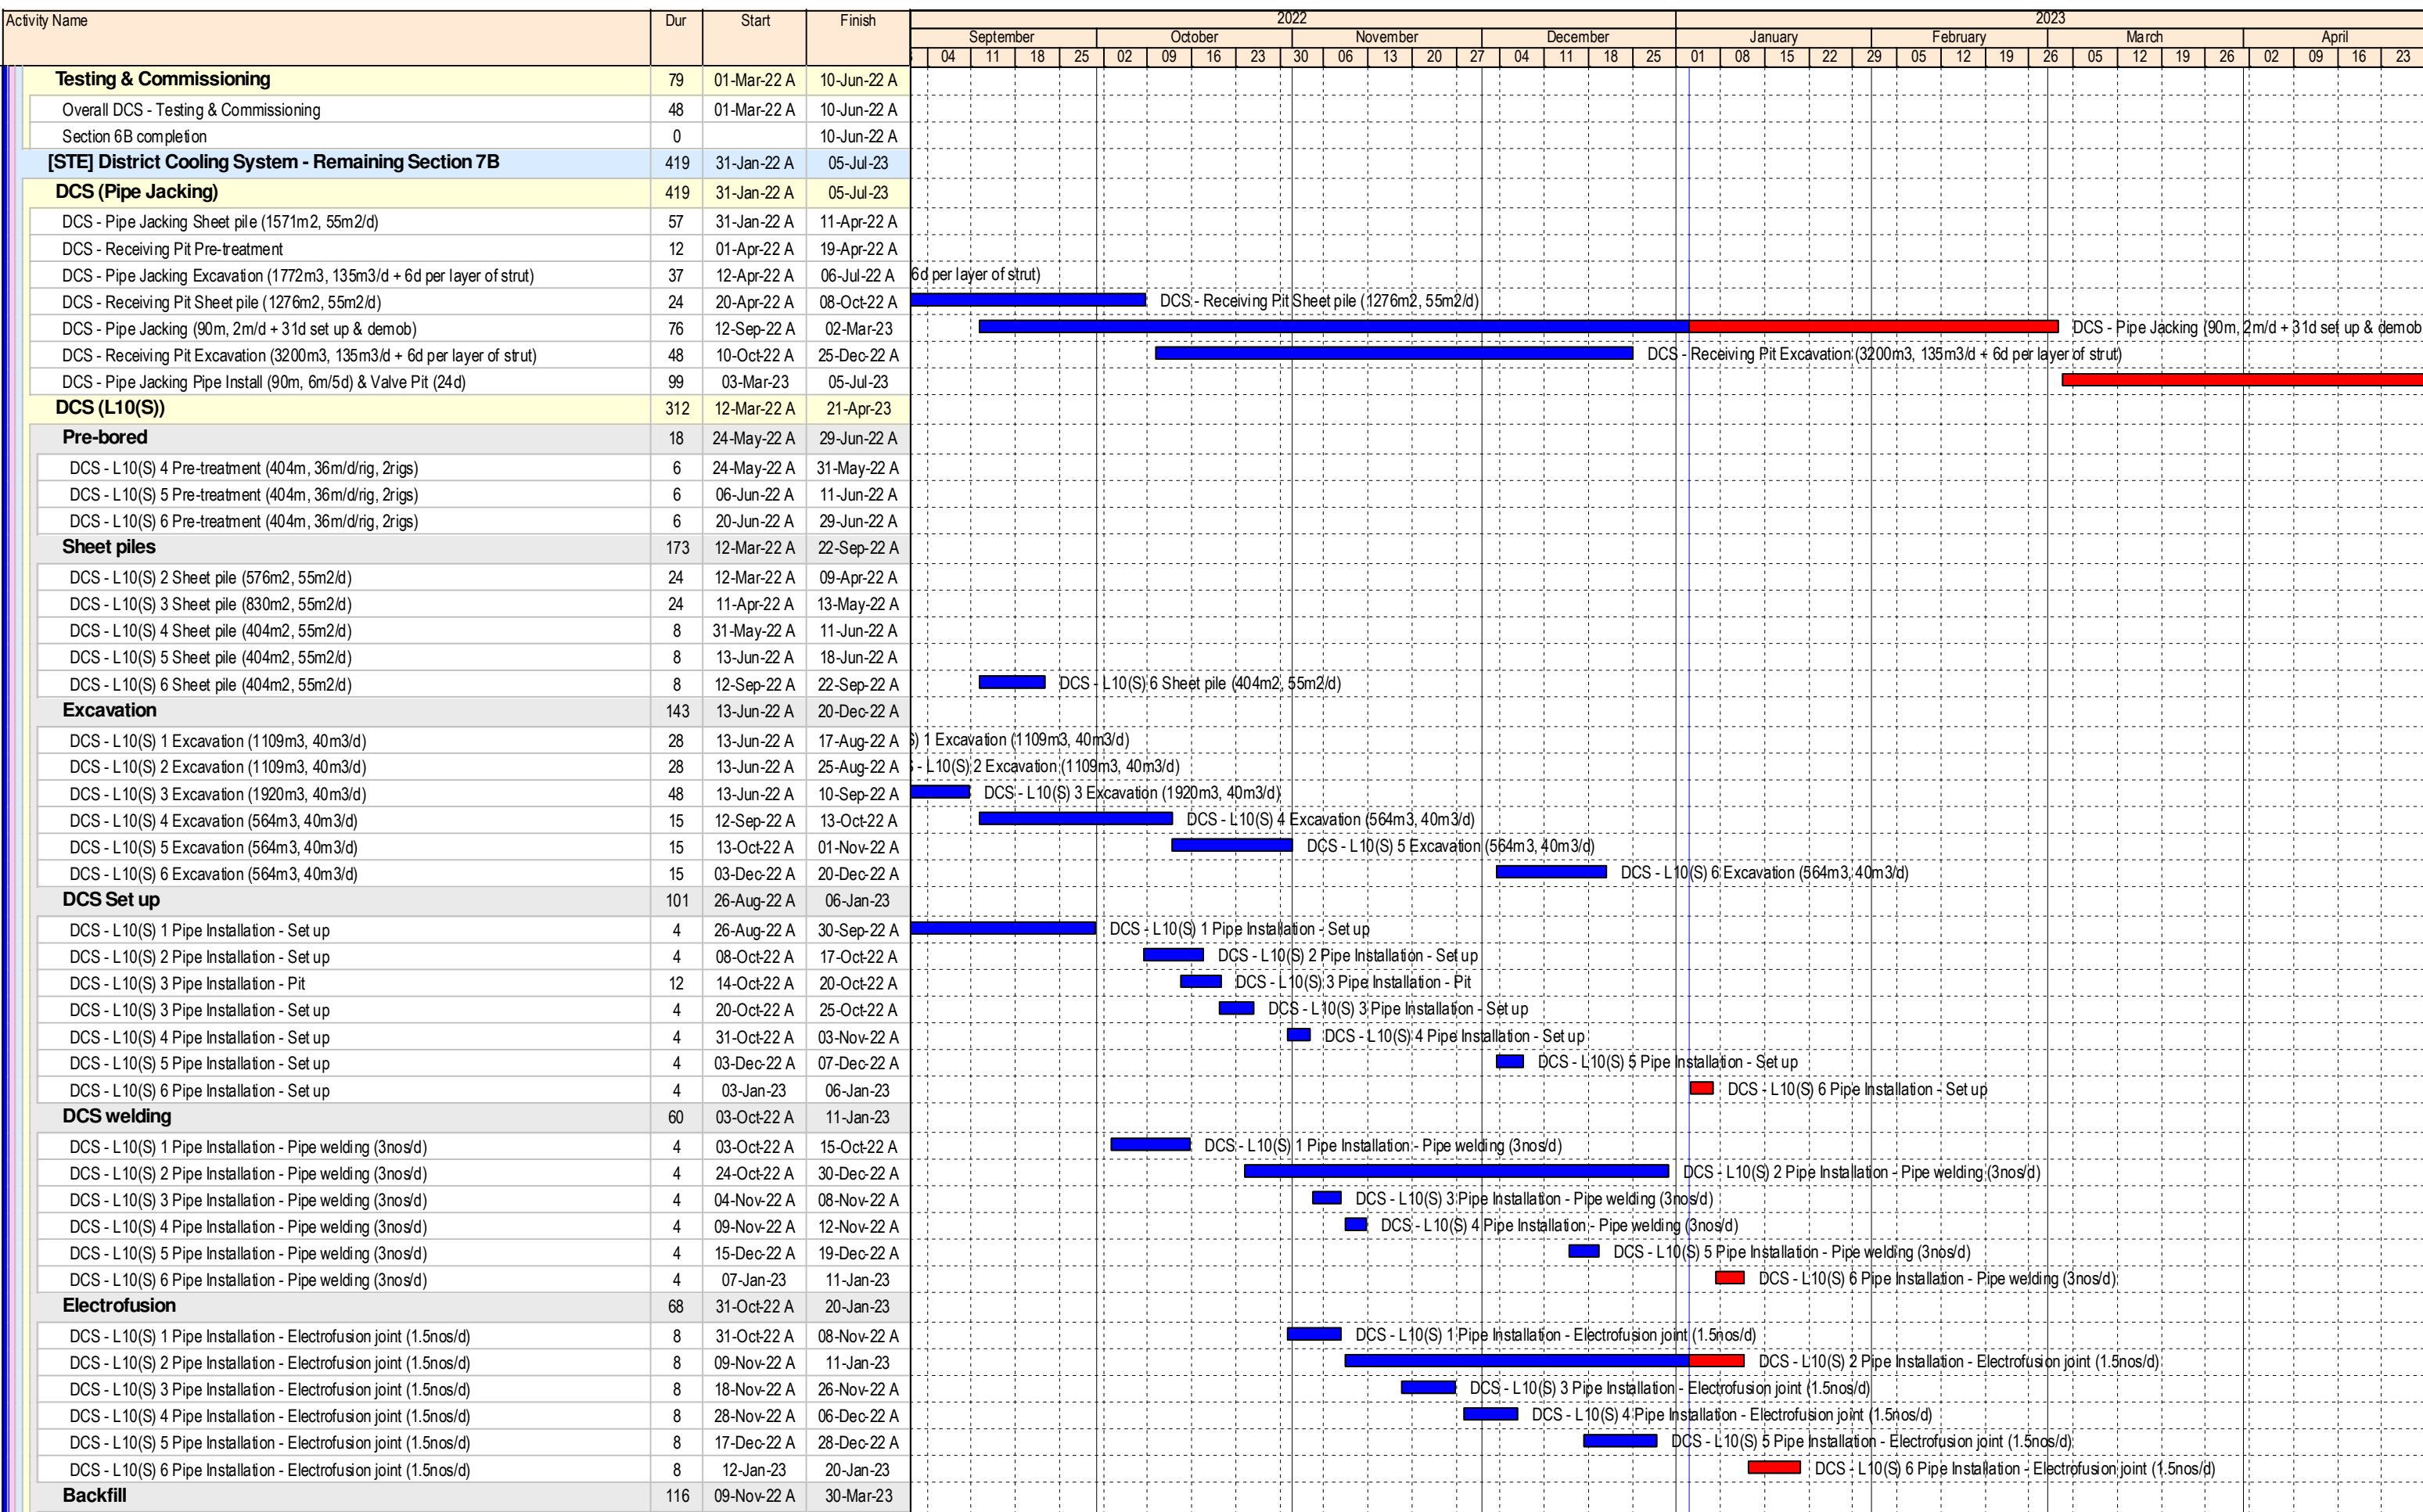 Activity Name Dur Start Finish 2022 2023
September October November December January February March April
04 11 18 25 02 09 16 23 30 06 13 20 27 04 11 18 25 01 08 15 22 29 05 12 19 26 05 12 19 26 02 09 16 23
Testing & Commissioning 79 01-Mar-22 A 10-Jun-22 A
Overall DCS - Testing & Commissioning 48 01-Mar-22 A 10-Jun-22 A
Section 6B completion 0 10-Jun-22 A
[STE] District Cooling System - Remaining Section 7B 419 31-Jan-22 A 05-Jul-23
DCS (Pipe Jacking) 419 31-Jan-22 A 05-Jul-23
DCS - Pipe Jacking Sheet pile (1571m2, 55m2/d) 57 31-Jan-22 A 11-Apr-22 A
DCS - Receiving Pit Pre-treatment 12 01-Apr-22 A 19-Apr-22 A
DCS - Pipe Jacking Excavation (1772m3, 135m3/d + 6d per layer of strut) 37 12-Apr-22 A 06-Jul-22 A 6d per layer of strut)
DCS - Receiving Pit Sheet pile (1276m2, 55m2/d) 24 20-Apr-22 A 08-Oct-22 A DCS - Receiving Pit Sheet pile (1276m2, 55m2/d)
DCS - Pipe Jacking (90m, 2m/d + 31d set up & demob) 76 12-Sep-22 A 02-Mar-23 DCS - Pipe Jacking (90m, 2m/d + 31d set up & demob
DCS - Receiving Pit Excavation (3200m3, 135m3/d + 6d per layer of strut) 48 10-Oct-22 A 25-Dec-22 A DCS - Receiving Pit Excavation (3200m3, 135m3/d + 6d per layer of strut)
DCS - Pipe Jacking Pipe Install (90m, 6m/5d) & Valve Pit (24d) 99 03-Mar-23 05-Jul-23
DCS (L10(S)) 312 12-Mar-22 A 21-Apr-23
Pre-bored 18 24-May-22 A 29-Jun-22 A
DCS - L10(S) 4 Pre-treatment (404m, 36m/d/rig, 2rigs) 6 24-May-22 A 31-May-22 A
DCS - L10(S) 5 Pre-treatment (404m, 36m/d/rig, 2rigs) 6 06-Jun-22 A 11-Jun-22 A
DCS - L10(S) 6 Pre-treatment (404m, 36m/d/rig, 2rigs) 6 20-Jun-22 A 29-Jun-22 A
Sheet piles 173 12-Mar-22 A 22-Sep-22 A
DCS - L10(S) 2 Sheet pile (576m2, 55m2/d) 24 12-Mar-22 A 09-Apr-22 A
DCS - L10(S) 3 Sheet pile (830m2, 55m2/d) 24 11-Apr-22 A 13-May-22 A
DCS - L10(S) 4 Sheet pile (404m2, 55m2/d) 8 31-May-22 A 11-Jun-22 A
DCS - L10(S) 5 Sheet pile (404m2, 55m2/d) 8 13-Jun-22 A 18-Jun-22 A
DCS - L10(S) 6 Sheet pile (404m2, 55m2/d) 8 12-Sep-22 A 22-Sep-22 A DCS - L10(S) 6 Sheet pile (404m2, 55m2/d)
Excavation 143 13-Jun-22 A 20-Dec-22 A
DCS - L10(S) 1 Excavation (1109m3, 40m3/d) 28 13-Jun-22 A 17-Aug-22 A ) 1 Excavation (1109m3, 40m3/d)
DCS - L10(S) 2 Excavation (1109m3, 40m3/d) 28 13-Jun-22 A 25-Aug-22 A - L10(S) 2 Excavation (1109m3, 40m3/d)
DCS - L10(S) 3 Excavation (1920m3, 40m3/d) 48 13-Jun-22 A 10-Sep-22 A DCS - L10(S) 3 Excavation (1920m3, 40m3/d)
DCS - L10(S) 4 Excavation (564m3, 40m3/d) 15 12-Sep-22 A 13-Oct-22 A DCS - L10(S) 4 Excavation (564m3, 40m3/d)
DCS - L10(S) 5 Excavation (564m3, 40m3/d) 15 13-Oct-22 A 01-Nov-22 A DCS - L10(S) 5 Excavation (564m3, 40m3/d)
DCS - L10(S) 6 Excavation (564m3, 40m3/d) 15 03-Dec-22 A 20-Dec-22 A DCS - L10(S) 6 Excavation (564m3, 40m3/d)
DCS Set up 101 26-Aug-22 A 06-Jan-23
DCS - L10(S) 1 Pipe Installation - Set up 4 26-Aug-22 A 30-Sep-22 A DCS - L10(S) 1 Pipe Installation - Set up
DCS - L10(S) 2 Pipe Installation - Set up 4 08-Oct-22 A 17-Oct-22 A DCS - L10(S) 2 Pipe Installation - Set up
DCS - L10(S) 3 Pipe Installation - Pit 12 14-Oct-22 A 20-Oct-22 A DCS - L10(S) 3 Pipe Installation - Pit
DCS - L10(S) 3 Pipe Installation - Set up 4 20-Oct-22 A 25-Oct-22 A DCS - L10(S) 3 Pipe Installation - Set up
DCS - L10(S) 4 Pipe Installation - Set up 4 31-Oct-22 A 03-Nov-22 A DCS - L10(S) 4 Pipe Installation - Set up
DCS - L10(S) 5 Pipe Installation - Set up 4 03-Dec-22 A 07-Dec-22 A DCS - L10(S) 5 Pipe Installation - Set up
DCS - L10(S) 6 Pipe Installation - Set up 4 03-Jan-23 06-Jan-23 DCS - L10(S) 6 Pipe Installation - Set up
DCS welding 60 03-Oct-22 A 11-Jan-23
DCS - L10(S) 1 Pipe Installation - Pipe welding (3nos/d) 4 03-Oct-22 A 15-Oct-22 A DCS - L10(S) 1 Pipe Installation - Pipe welding (3nos/d)
DCS - L10(S) 2 Pipe Installation - Pipe welding (3nos/d) 4 24-Oct-22 A 30-Dec-22 A DCS - L10(S) 2 Pipe Installation - Pipe welding (3nos/d)
DCS - L10(S) 3 Pipe Installation - Pipe welding (3nos/d) 4 04-Nov-22 A 08-Nov-22 A DCS - L10(S) 3 Pipe Installation - Pipe welding (3nos/d)
DCS - L10(S) 4 Pipe Installation - Pipe welding (3nos/d) 4 09-Nov-22 A 12-Nov-22 A DCS - L10(S) 4 Pipe Installation - Pipe welding (3nos/d)
DCS - L10(S) 5 Pipe Installation - Pipe welding (3nos/d) 4 15-Dec-22 A 19-Dec-22 A DCS - L10(S) 5 Pipe Installation - Pipe welding (3nos/d)
DCS - L10(S) 6 Pipe Installation - Pipe welding (3nos/d) 4 07-Jan-23 11-Jan-23 DCS - L10(S) 6 Pipe Installation - Pipe welding (3nos/d)
Electrofusion 68 31-Oct-22 A 20-Jan-23
DCS - L10(S) 1 Pipe Installation - Electrofusion joint (1.5nos/d) 8 31-Oct-22 A 08-Nov-22 A DCS - L10(S) 1 Pipe Installation - Electrofusion joint (1.5nos/d)
DCS - L10(S) 2 Pipe Installation - Electrofusion joint (1.5nos/d) 8 09-Nov-22 A 11-Jan-23 DCS - L10(S) 2 Pipe Installation - Electrofusion joint (1.5nos/d)
DCS - L10(S) 3 Pipe Installation - Electrofusion joint (1.5nos/d) 8 18-Nov-22 A 26-Nov-22 A DCS - L10(S) 3 Pipe Installation - Electrofusion joint (1.5nos/d)
DCS - L10(S) 4 Pipe Installation - Electrofusion joint (1.5nos/d) 8 28-Nov-22 A 06-Dec-22 A DCS - L10(S) 4 Pipe Installation - Electrofusion joint (1.5nos/d)
DCS - L10(S) 5 Pipe Installation - Electrofusion joint (1.5nos/d) 8 17-Dec-22 A 28-Dec-22 A DCS - L10(S) 5 Pipe Installation - Electrofusion joint (1.5nos/d)
DCS - L10(S) 6 Pipe Installation - Electrofusion joint (1.5nos/d) 8 12-Jan-23 20-Jan-23 DCS - L10(S) 6 Pipe Installation - Electrofusion joint (1.5nos/d)
Backfill 116 09-Nov-22 A 30-Mar-23